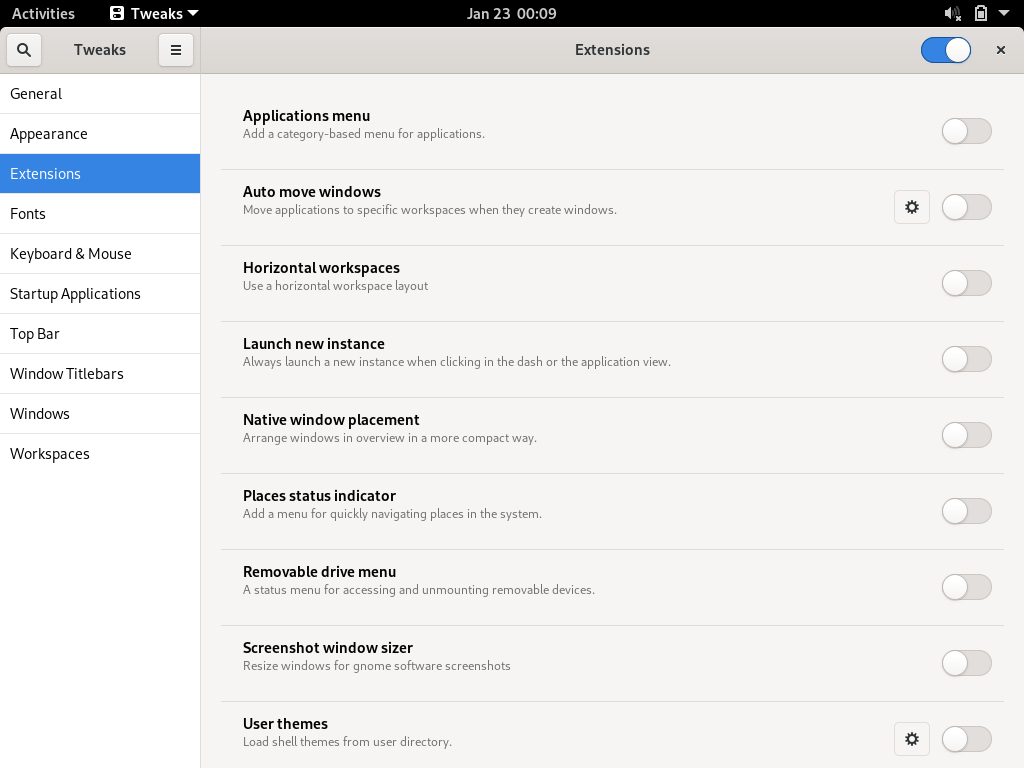 Activities Tweaks Jan 23 00:09
Tweaks Extensions
General
Appearance
Extensions
Fonts
Keyboard & Mouse
Startup Applications
Top Bar
Window Titlebars
Windows
Workspaces
Applications menu
Add a category-based menu for applications.
Auto move windows
Move applications to specific workspaces when they create windows.
Horizontal workspaces
Use a horizontal workspace layout
Launch new instance
Always launch a new instance when clicking in the dash or the application view.
Native window placement
Arrange windows in overview in a more compact way.
Places status indicator
Add a menu for quickly navigating places in the system.
Removable drive menu
A status menu for accessing and unmounting removable devices.
Screenshot window sizer
Resize windows for gnome software screenshots
User themes
Load shell themes from user directory.